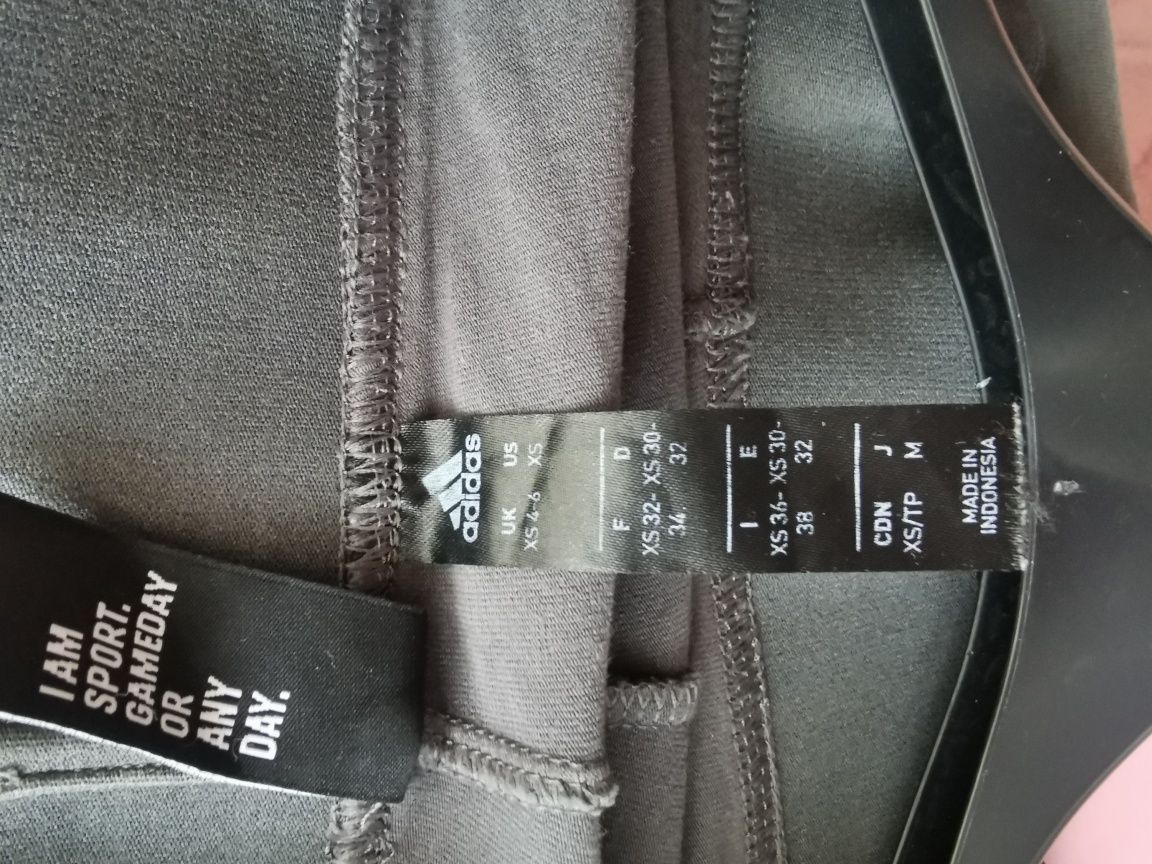 adidas
UK US
XS 4-6 XS
F D
XS 32- XS 30-
34 32
I E
XS 36- XS 30-
38 32
CDN J
XS/TP M
MADE IN
INDONESIA
I AM
SPORT.
GAMEDAY
OR
ANY
DAY.